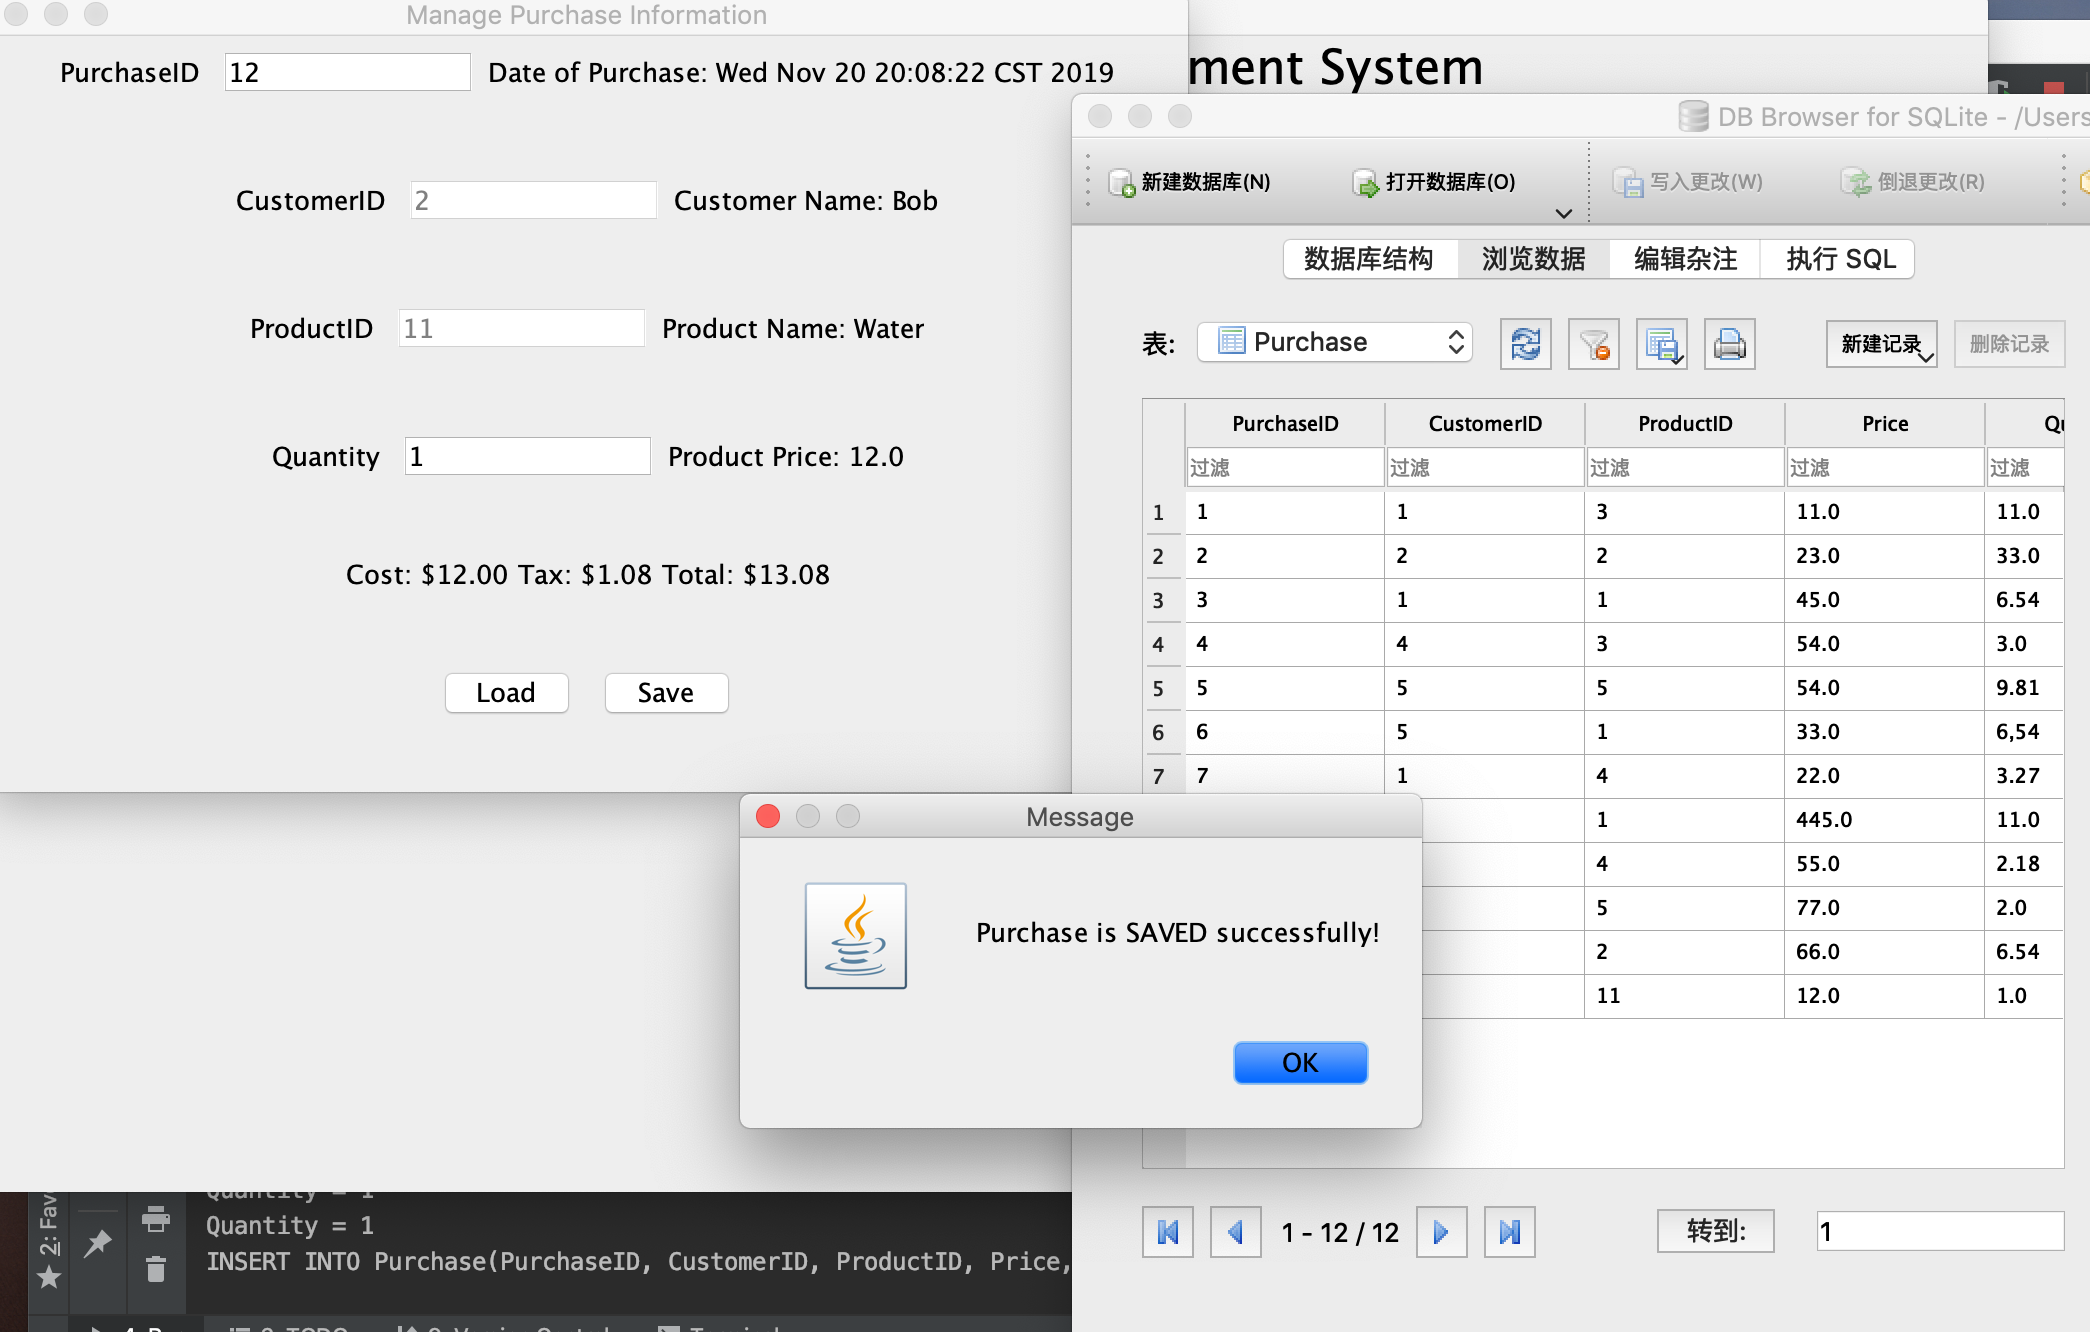 Manage Purchase Information
PurchaseID 12 Date of Purchase: Wed Nov 20 20:08:22 CST 2019
CustomerID 2 Customer Name: Bob
ProductID 11 Product Name: Water
Quantity 1 Product Price: 12.0
Cost: $12.00 Tax: $1.08 Total: $13.08
Load Save
ment System
DB Browser for SQLite - /Users
新建数据库(N) 打开数据库(O) 写入更改(W) 倒退更改(R)
数据库结构 浏览数据 编辑杂注 执行 SQL
表: Purchase 新建记录 删除记录
PurchaseID CustomerID ProductID Price Qu
过滤 过滤 过滤 过滤 过滤
1 1 1 3 11.0 11.0
2 2 2 2 23.0 33.0
3 3 1 1 45.0 6.54
4 4 4 3 54.0 3.0
5 5 5 5 54.0 9.81
6 6 5 1 33.0 6,54
7 7 1 4 22.0 3.27
1 445.0 11.0
4 55.0 2.18
5 77.0 2.0
2 66.0 6.54
11 12.0 1.0
1 - 12 / 12 转到: 1
Message
Purchase is SAVED successfully!
OK
2: Fav
Quantity = 1
Quantity = 1
INSERT INTO Purchase(PurchaseID, CustomerID, ProductID, Price,